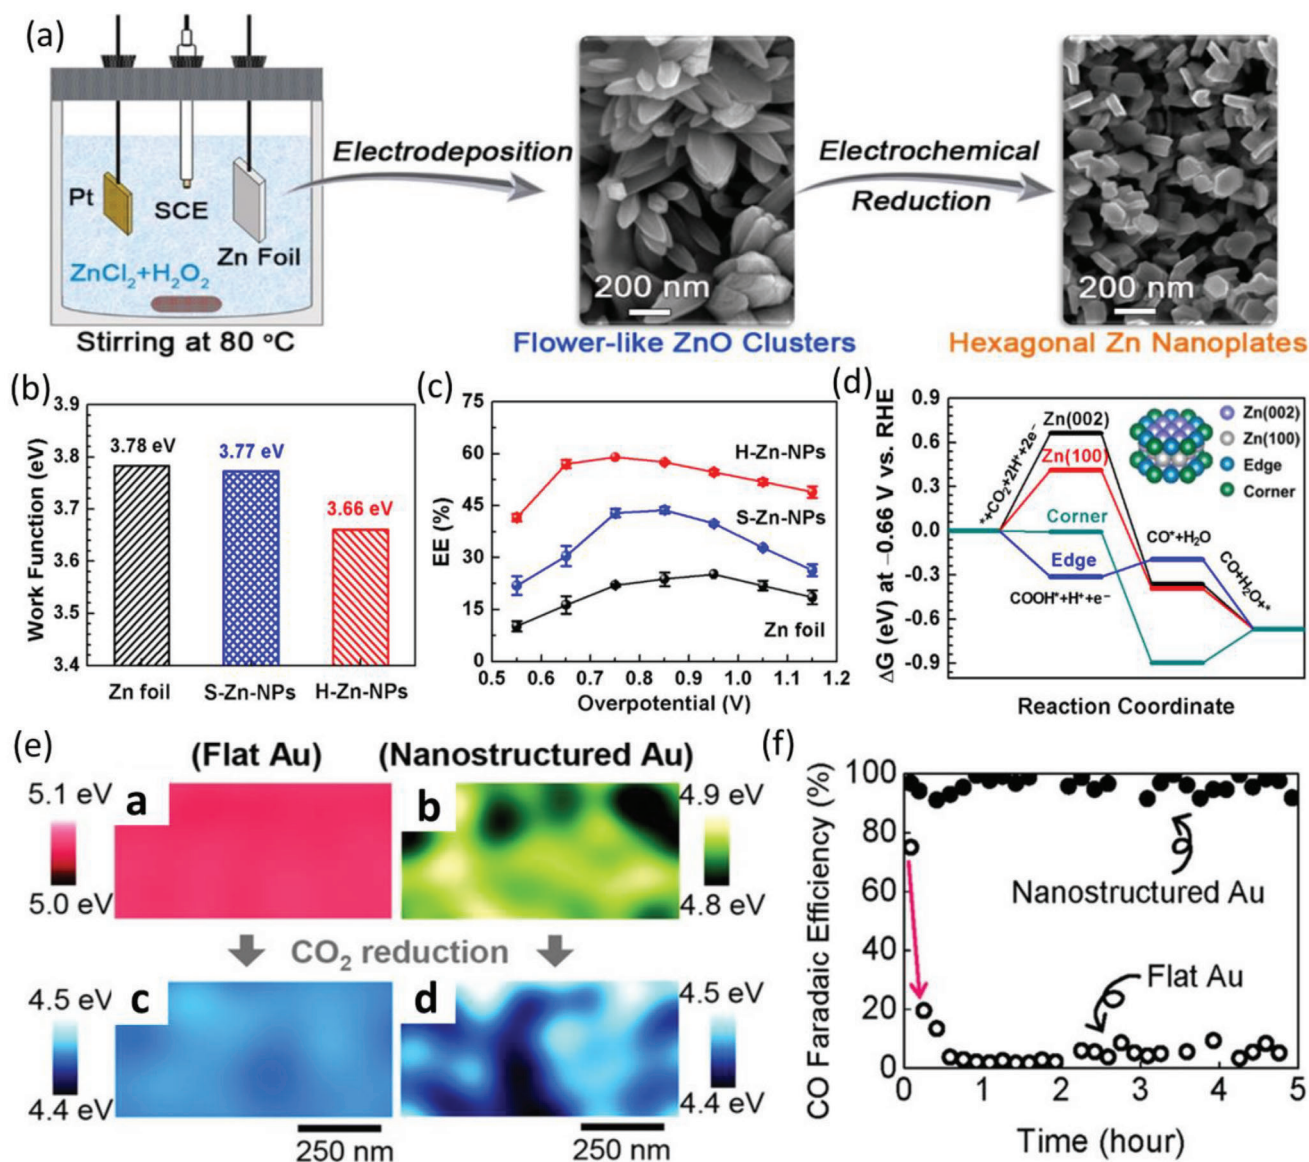 (a)
Pt
SCE
Zn Foil
ZnCl₂+H₂O₂
Stirring at 80 °C
Electrodeposition
200 nm
Flower-like ZnO Clusters
Electrochemical
Reduction
200 nm
Hexagonal Zn Nanoplates
(b)
Work Function (eV)
3.9
3.8
3.7
3.6
3.5
3.4
3.78 eV
3.77 eV
3.66 eV
Zn foil
S-Zn-NPs
H-Zn-NPs
(c)
EE (%)
75
60
45
30
15
0
H-Zn-NPs
S-Zn-NPs
Zn foil
0.5 0.6 0.7 0.8 0.9 1.0 1.1 1.2
Overpotential (V)
(d)
ΔG (eV) at −0.66 V vs. RHE
0.9
0.6
0.3
0.0
-0.3
-0.6
-0.9
*+CO₂+2H⁺+2e⁻
Zn(002)
Zn(100)
Corner
Edge
COOH*+H⁺+e⁻
CO*+H₂O
CO+H₂O+*
Zn(002)
Zn(100)
Edge
Corner
Reaction Coordinate
(e)
(Flat Au)
(Nanostructured Au)
5.1 eV
5.0 eV
a
b
4.9 eV
4.8 eV
CO₂ reduction
4.5 eV
4.4 eV
c
d
4.5 eV
4.4 eV
250 nm
250 nm
(f)
CO Faradaic Efficiency (%)
100
80
60
40
20
0
Nanostructured Au
Flat Au
0 1 2 3 4 5
Time (hour)